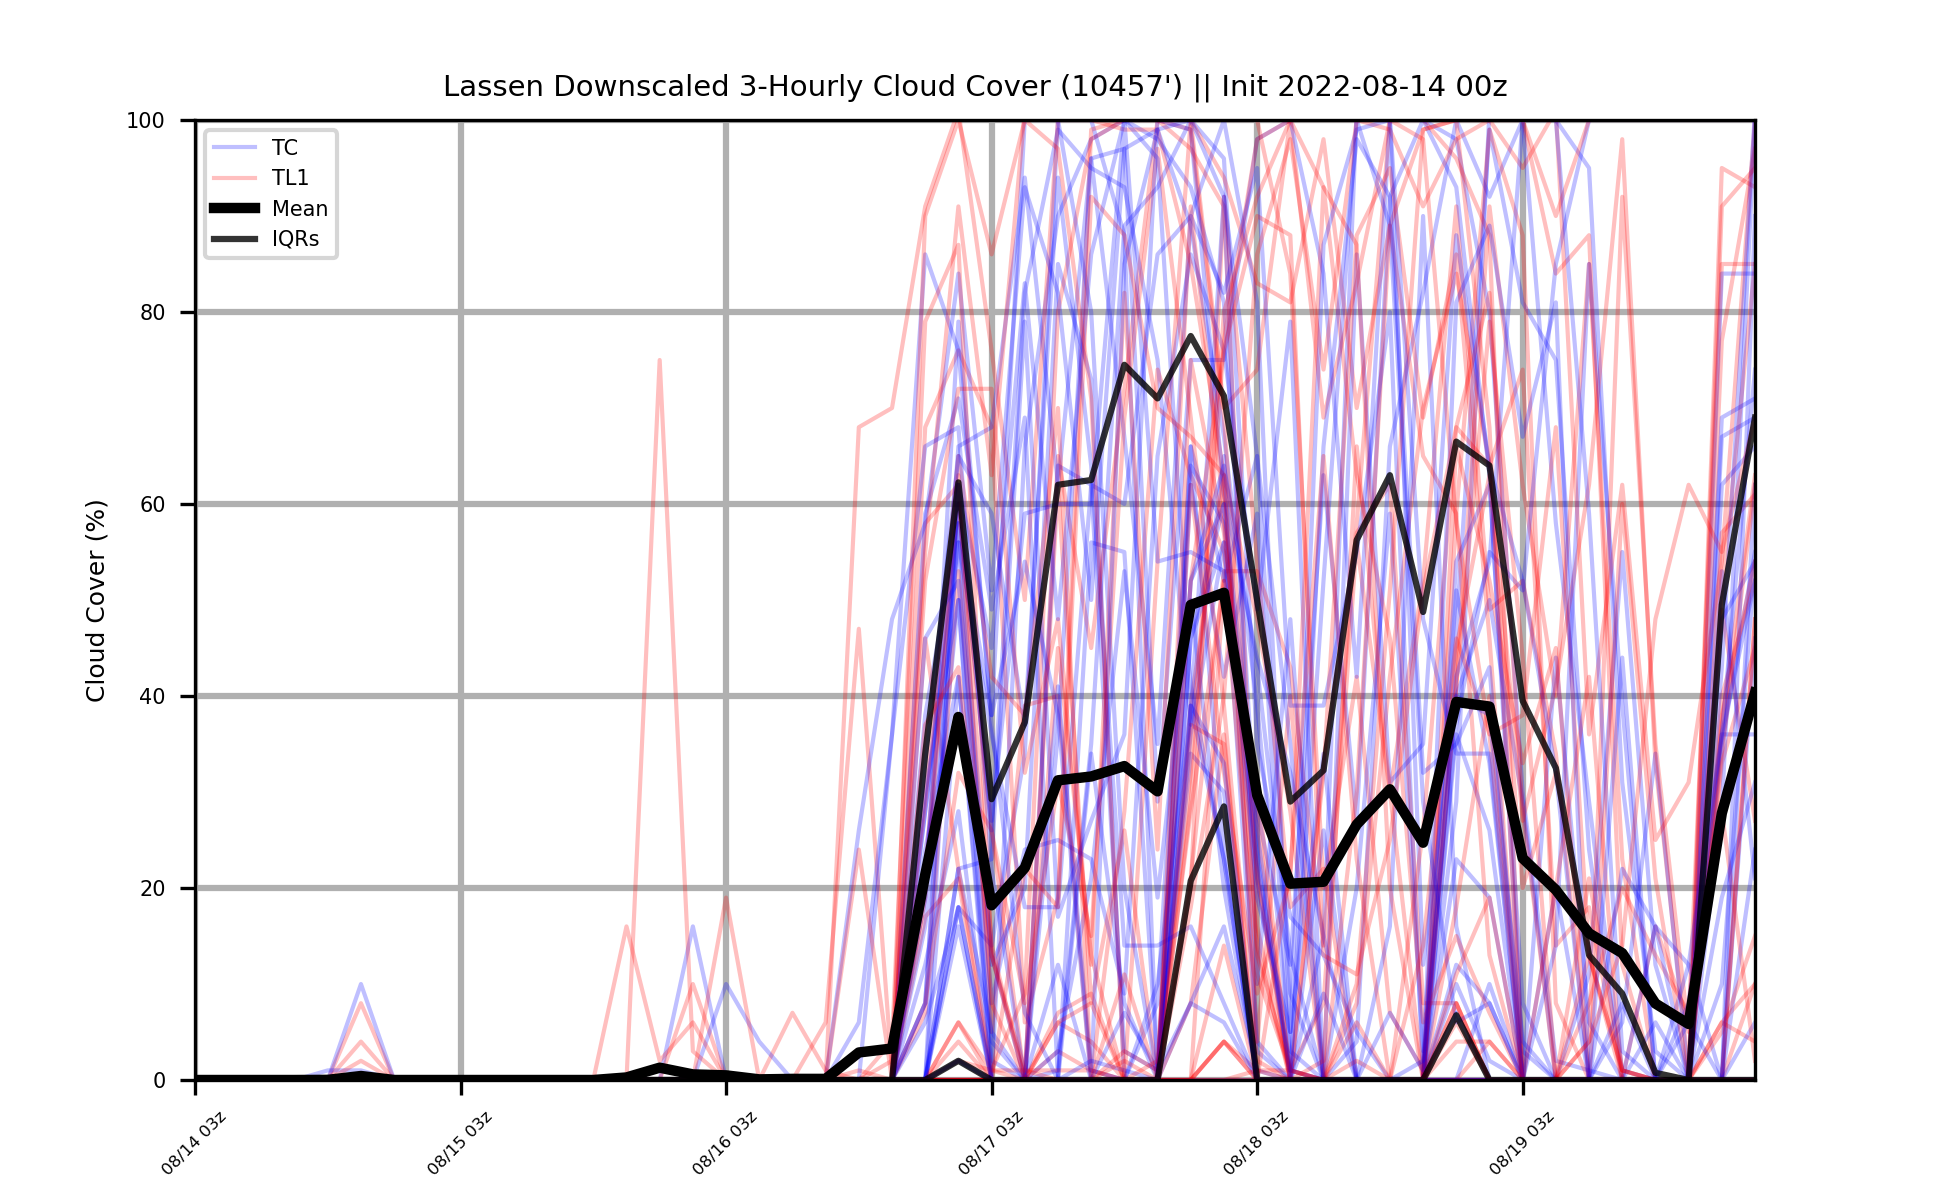 Lassen Downscaled 3-Hourly Cloud Cover (10457') || Init 2022-08-14 00z
TC
TL1
Mean
IQRs
Cloud Cover (%)
100
80
60
40
20
0
08/14 03z
08/15 03z
08/16 03z
08/17 03z
08/18 03z
08/19 03z